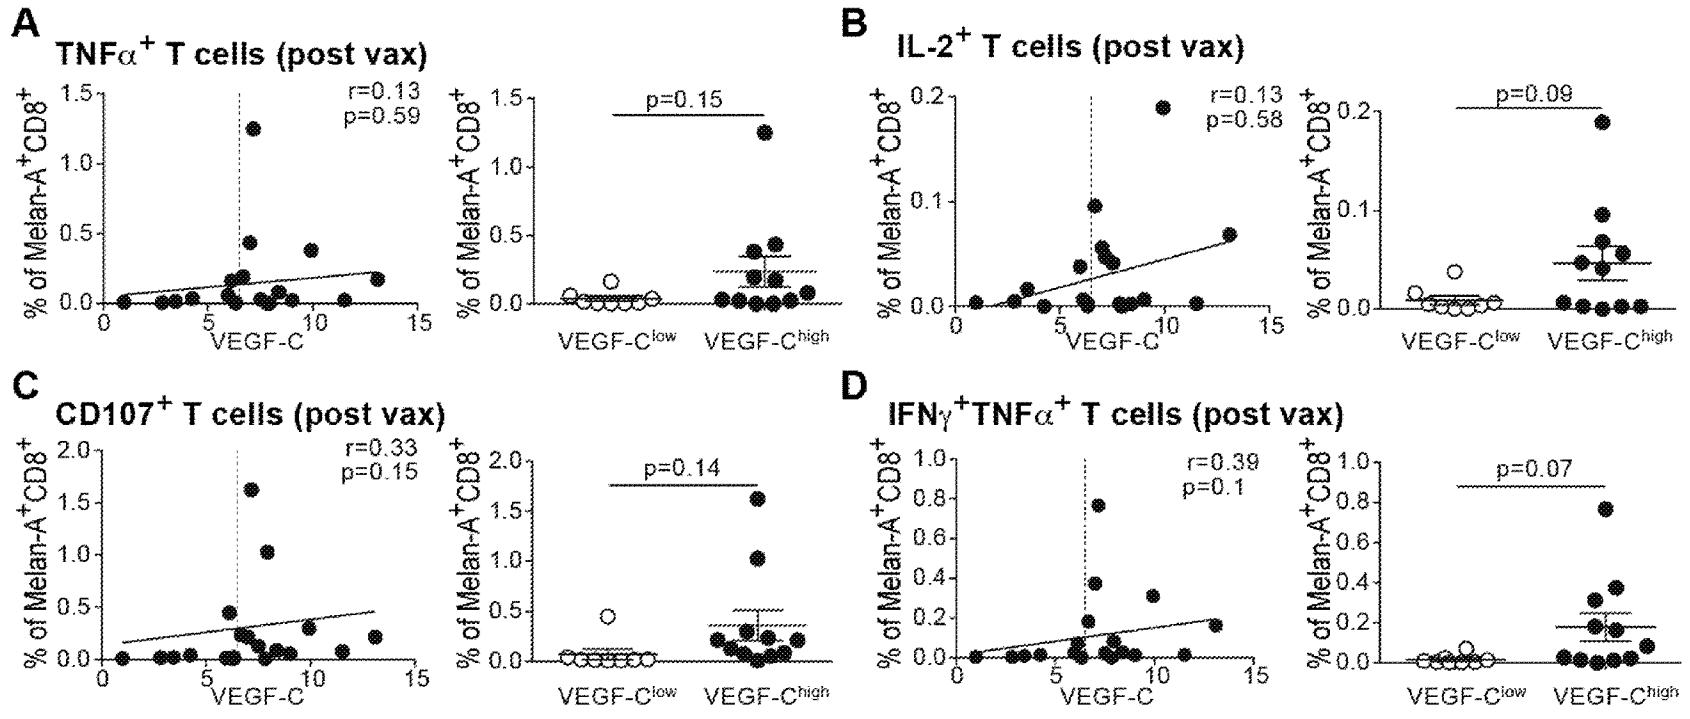 A
TNFα⁺ T cells (post vax)
% of Melan-A⁺CD8⁺
1.5
1.0
0.5
0.0
0
5
10
15
VEGF-C
r=0.13
p=0.59
% of Melan-A⁺CD8⁺
1.5
1.0
0.5
0.0
p=0.15
VEGF-Cˡᵒʷ
VEGF-Cʰⁱᵍʰ
B
IL-2⁺ T cells (post vax)
% of Melan-A⁺CD8⁺
0.2
0.1
0.0
0
5
10
15
VEGF-C
r=0.13
p=0.58
% of Melan-A⁺CD8⁺
0.2
0.1
0.0
p=0.09
VEGF-Cˡᵒʷ
VEGF-Cʰⁱᵍʰ
C
CD107⁺ T cells (post vax)
% of Melan-A⁺CD8⁺
2.0
1.5
1.0
0.5
0.0
0
5
10
15
VEGF-C
r=0.33
p=0.15
% of Melan-A⁺CD8⁺
2.0
1.5
1.0
0.5
0.0
p=0.14
VEGF-Cˡᵒʷ
VEGF-Cʰⁱᵍʰ
D
IFNγ⁺TNFα⁺ T cells (post vax)
% of Melan-A⁺CD8⁺
1.0
0.8
0.6
0.4
0.2
0.0
0
5
10
15
VEGF-C
r=0.39
p=0.1
% of Melan-A⁺CD8⁺
1.0
0.8
0.6
0.4
0.2
0.0
p=0.07
VEGF-Cˡᵒʷ
VEGF-Cʰⁱᵍʰ